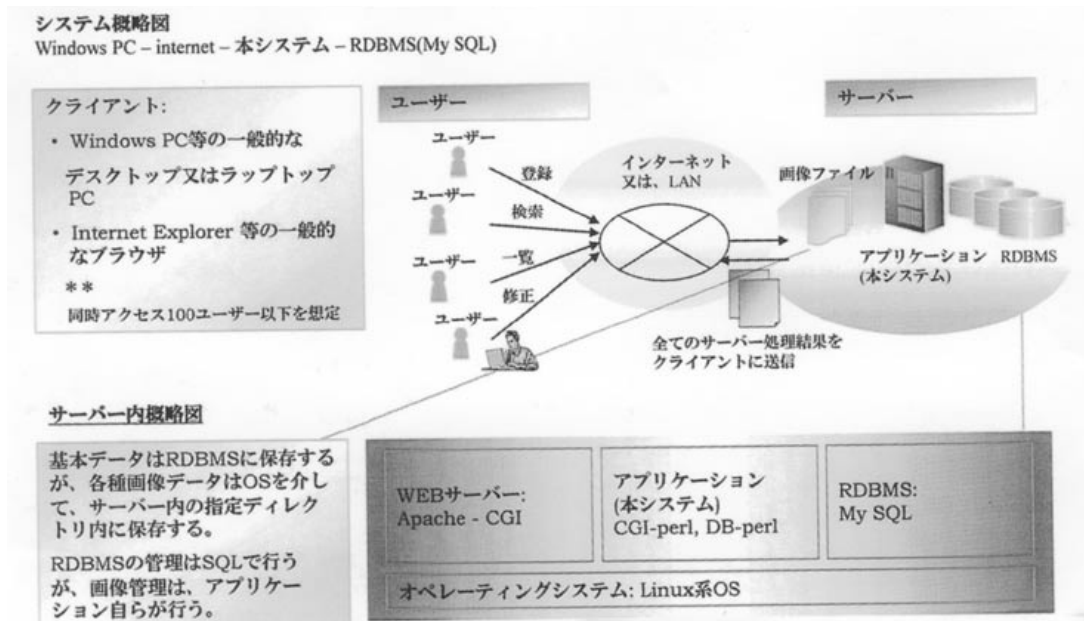 システム概略図
Windows PC – internet – 本システム – RDBMS(My SQL)
クライアント:
・ Windows PC等の一般的な
デスクトップ又はラップトップ
PC
・ Internet Explorer 等の一般的
なブラウザ
**
同時アクセス100ユーザー以下を想定
ユーザー
サーバー
ユーザー
ユーザー
ユーザー
ユーザー
登録
検索
一覧
修正
インターネット
又は、LAN
画像ファイル
アプリケーション
(本システム)
RDBMS
全てのサーバー処理結果を
クライアントに送信
サーバー内概略図
基本データはRDBMSに保存する
が、各種画像データはOSを介し
て、サーバー内の指定ディレク
トリ内に保存する。
RDBMSの管理はSQLで行う
が、画像管理は、アプリケー
ション自らが行う。
WEBサーバー:
Apache - CGI
アプリケーション
(本システム)
CGI-perl, DB-perl
RDBMS:
My SQL
オペレーティングシステム: Linux系OS